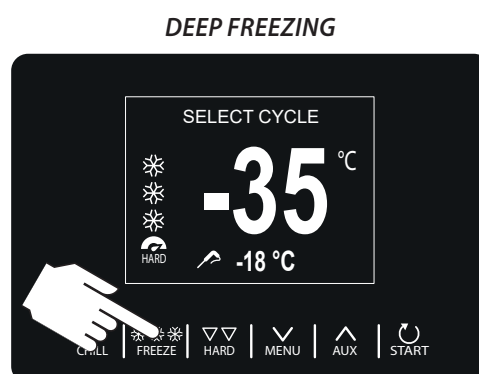 DEEP FREEZING
SELECT CYCLE
-35 °C
HARD
-18 °C
CHILL FREEZE HARD MENU AUX START